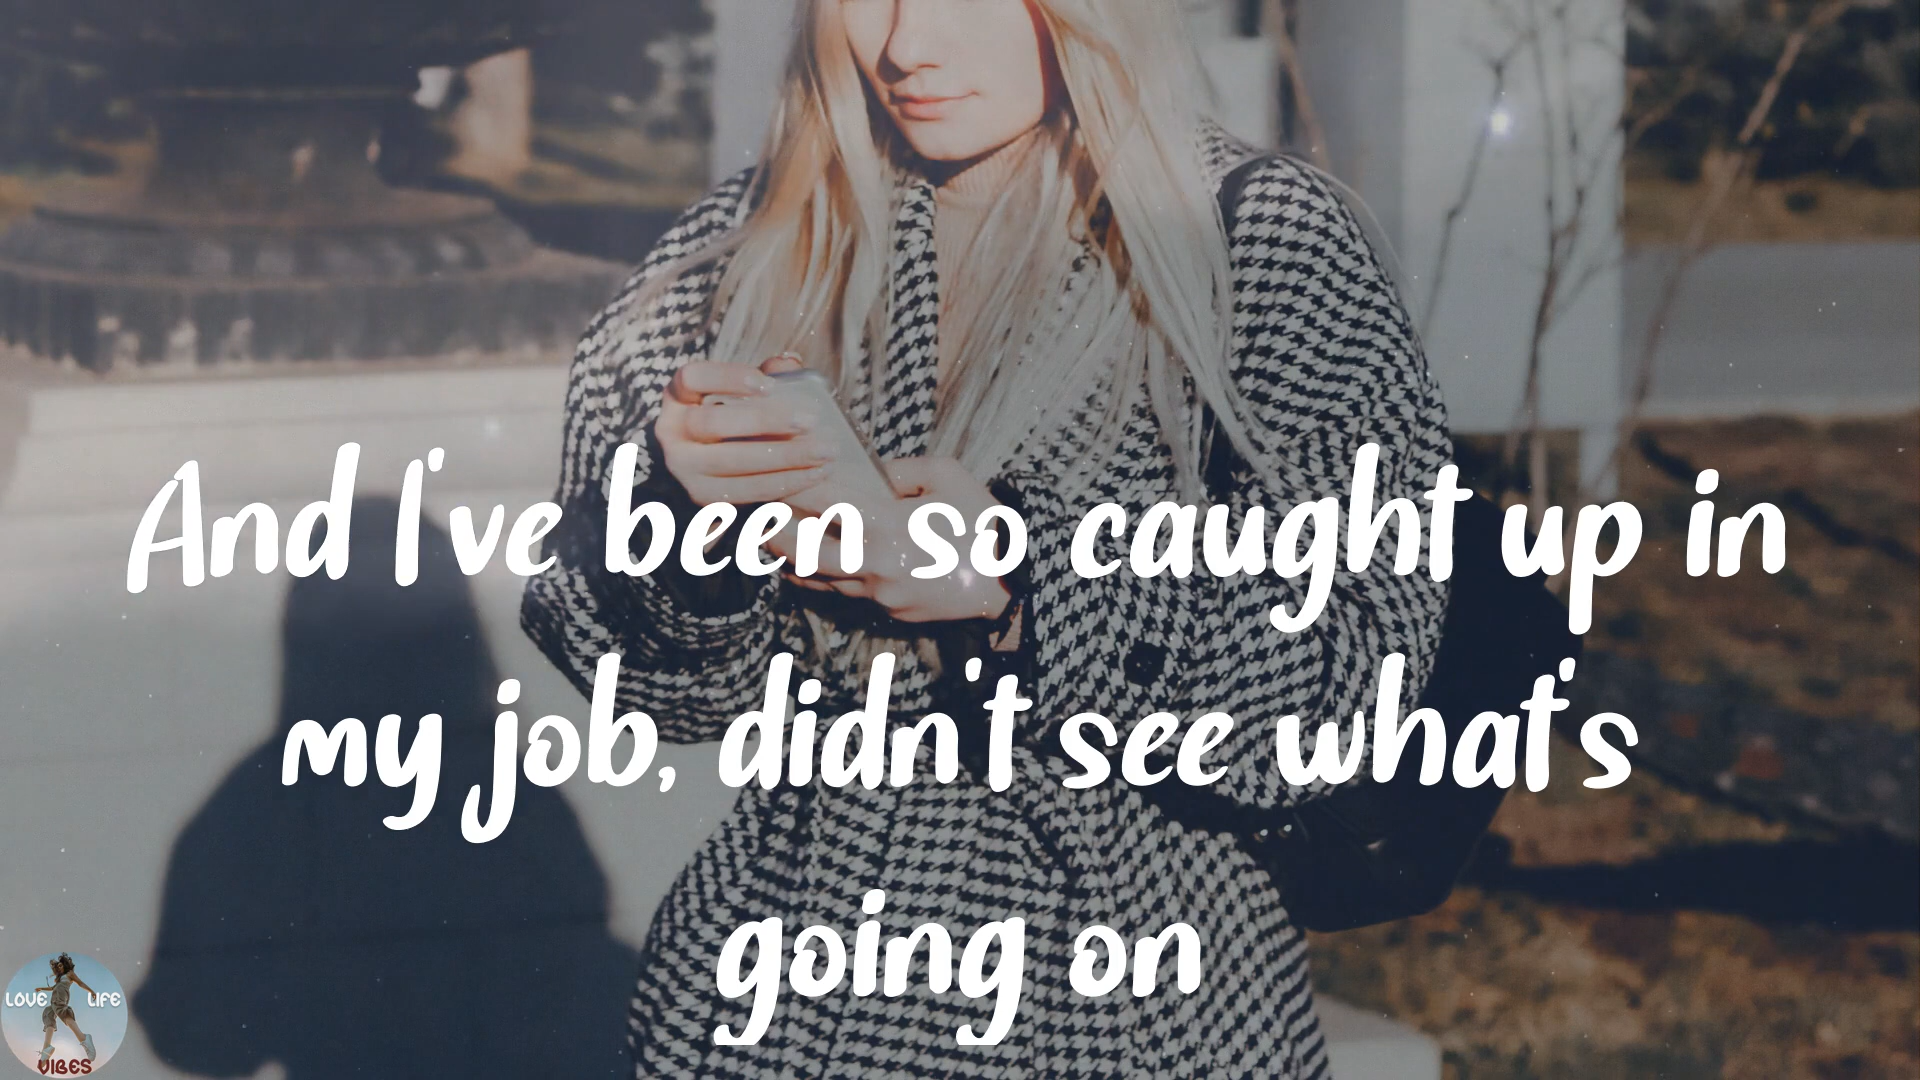 And I've been so caught up in
my job, didn't see what's
going on
LOVE LIFE
VIBES